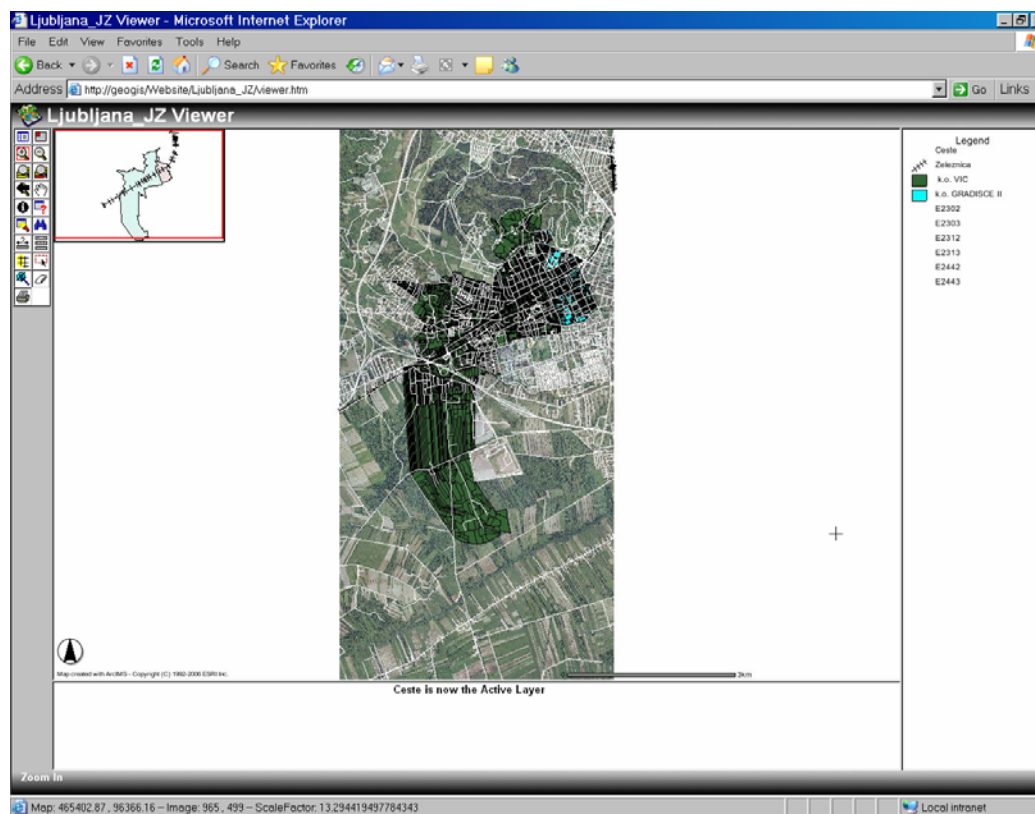 Ljubljana_JZ Viewer - Microsoft Internet Explorer
File Edit View Favorites Tools Help
Back Search Favorites
Address http://geogis/Website/Ljubljana_JZ/viewer.htm Go Links
Ljubljana_JZ Viewer
Legend
Ceste
Zeleznica
k.o. VIC
k.o. GRADISCE II
E2302
E2303
E2312
E2313
E2442
E2443
Map created with ArcIMS - Copyright (C) 1992-2000 ESRI Inc.
3km
Ceste is now the Active Layer
Zoom In
Map: 465402.87 , 96366.16 -- Image: 965 , 499 -- ScaleFactor: 13.294419497784343
Local intranet